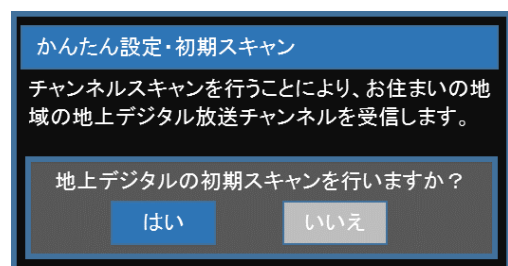 かんたん設定・初期スキャン
チャンネルスキャンを行うことにより、お住まいの地
域の地上デジタル放送チャンネルを受信します。
地上デジタルの初期スキャンを行いますか？
はい いいえ